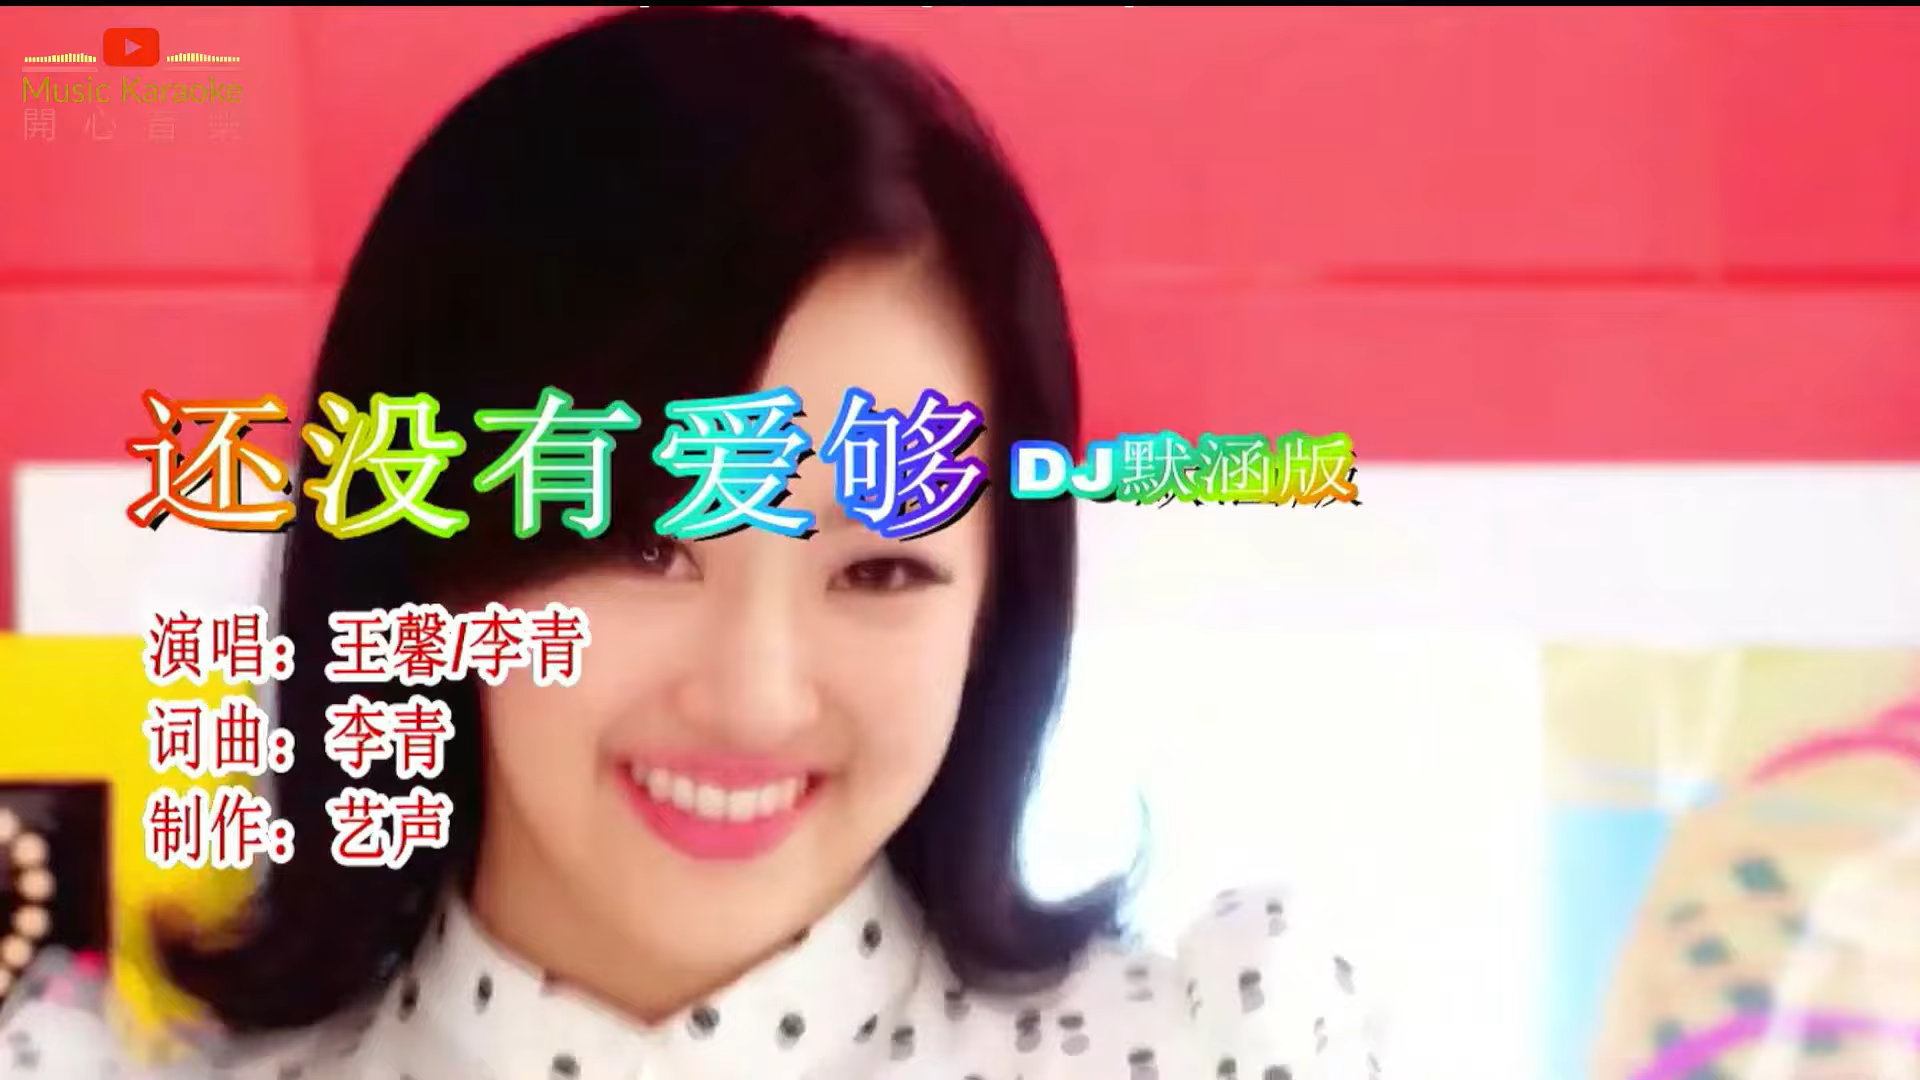 Music Karaoke
開心音樂
还没有爱够 DJ默涵版
演唱：王馨/李青
词曲：李青
制作：艺声